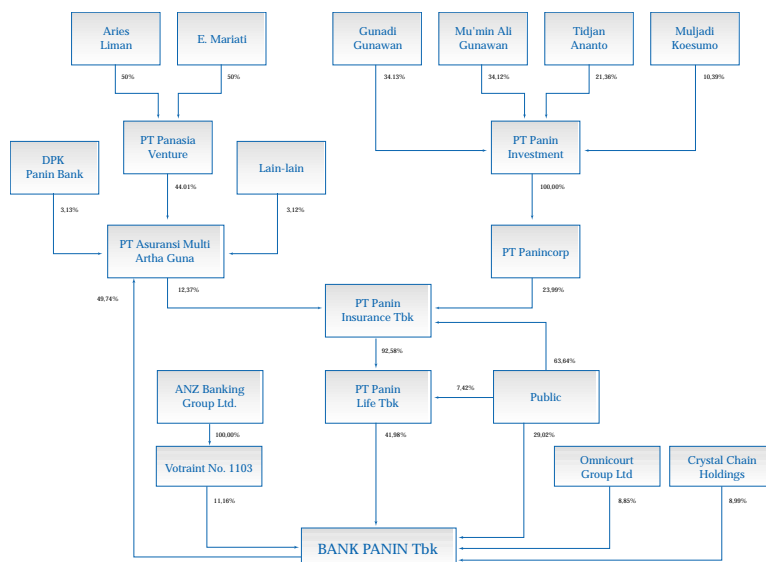 Aries
Liman
E. Mariati
Gunadi
Gunawan
Mu'min Ali
Gunawan
Tidjan
Ananto
Muljadi
Koesumo
50%
50%
34.13%
34,12%
21,36%
10,39%
PT Panasia
Venture
PT Panin
Investment
DPK
Panin Bank
Lain-lain
44.01%
100,00%
3,13%
3,12%
PT Asuransi Multi
Artha Guna
PT Panincorp
49,74%
12,37%
23,99%
PT Panin
Insurance Tbk
92,58%
63,64%
ANZ Banking
Group Ltd.
PT Panin
Life Tbk
7,42%
Public
100,00%
41,98%
29,02%
Votraint No. 1103
Omnicourt
Group Ltd
Crystal Chain
Holdings
11,16%
8,85%
8,99%
BANK PANIN Tbk